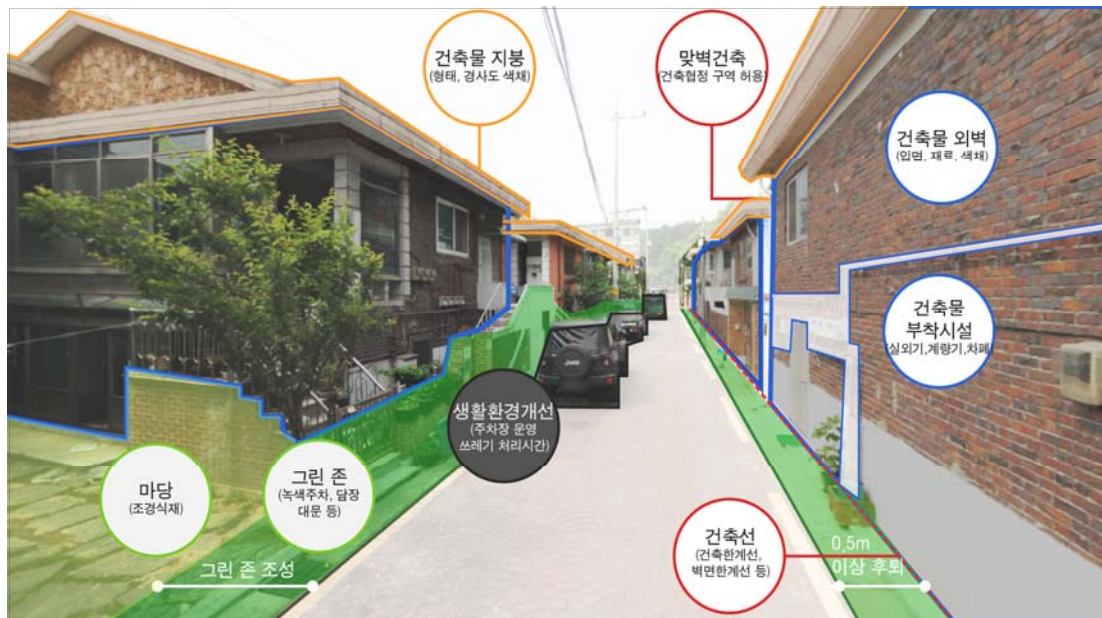 건축물 지붕
(형태, 경사도 색채)
맞벽건축
(건축협정 구역 허용)
건축물 외벽
(입면, 재료, 색채)
건축물
부착시설
(실외기,계량기,차폐)
생활환경개선
(주차장 운영
쓰레기 처리시간)
마당
(조경식재)
그린 존
(녹색주차, 담장
대문 등)
건축선
(건축한계선,
벽면한계선 등)
0.5m
이상 후퇴
그린 존 조성